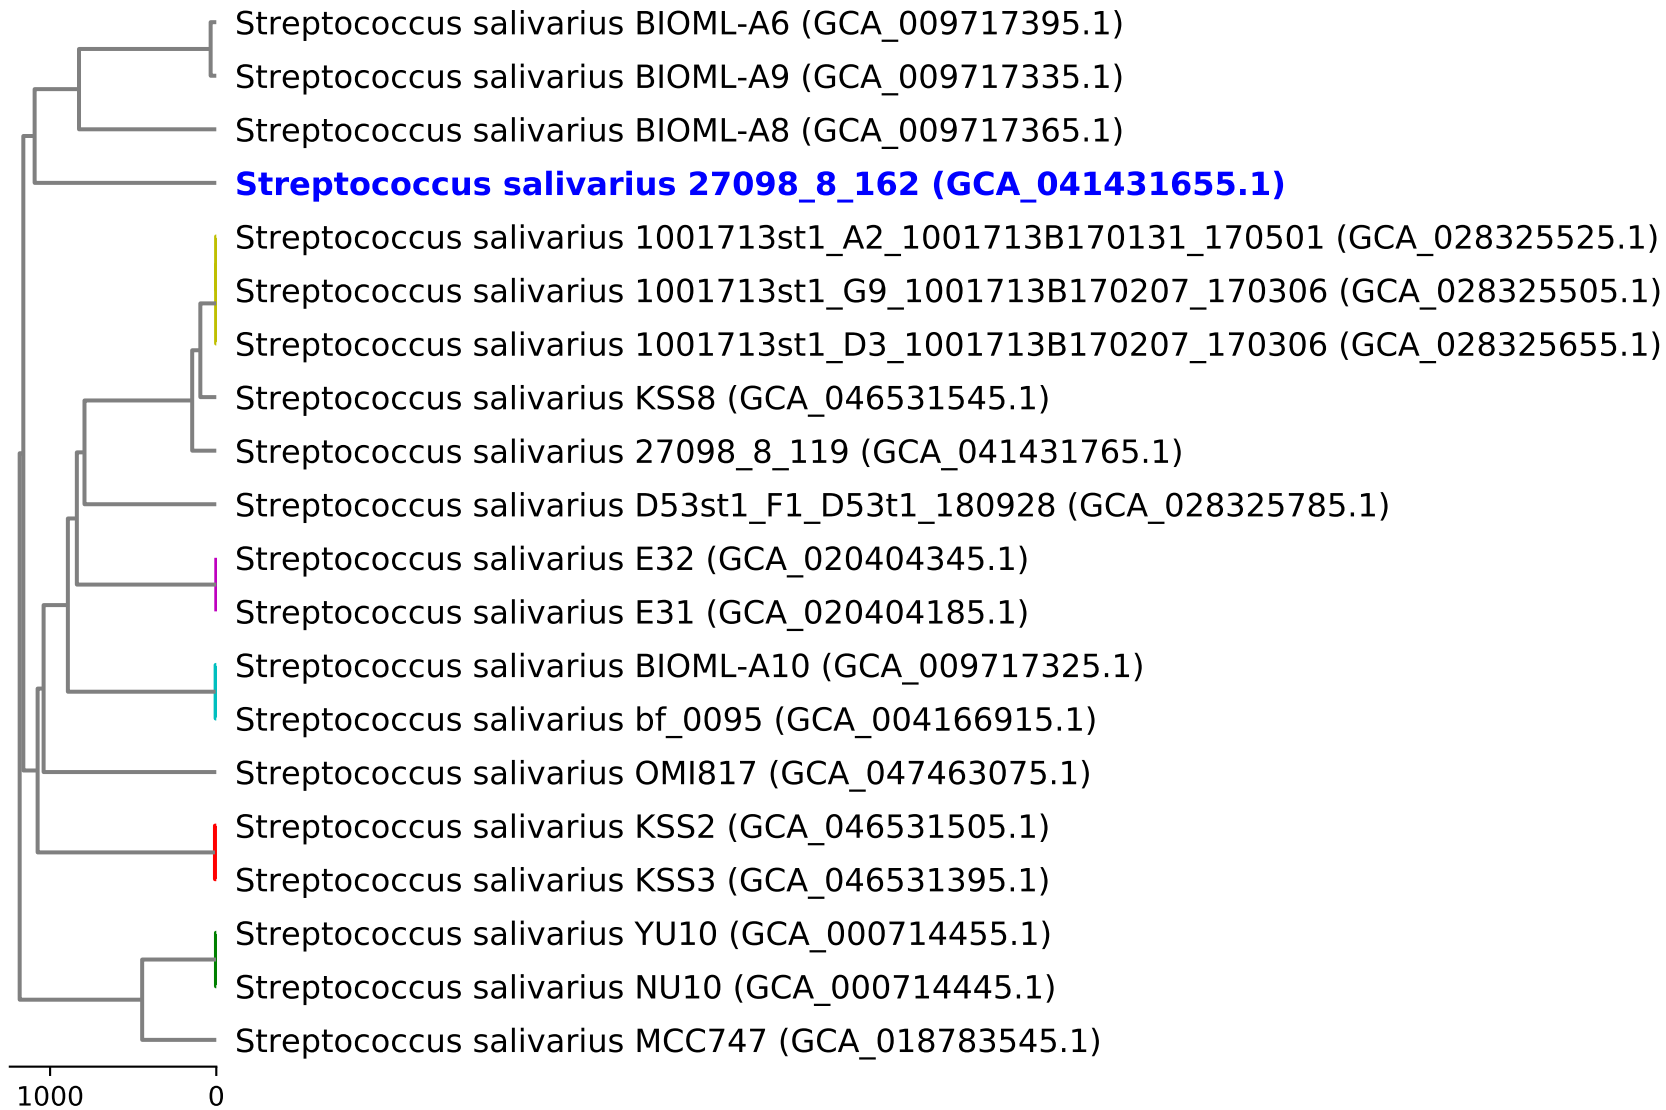 Streptococcus salivarius BIOML-A6 (GCA_009717395.1)
Streptococcus salivarius BIOML-A9 (GCA_009717335.1)
Streptococcus salivarius BIOML-A8 (GCA_009717365.1)
Streptococcus salivarius 27098_8_162 (GCA_041431655.1)
Streptococcus salivarius 1001713st1_A2_1001713B170131_170501 (GCA_028325525.1)
Streptococcus salivarius 1001713st1_G9_1001713B170207_170306 (GCA_028325505.1)
Streptococcus salivarius 1001713st1_D3_1001713B170207_170306 (GCA_028325655.1)
Streptococcus salivarius KSS8 (GCA_046531545.1)
Streptococcus salivarius 27098_8_119 (GCA_041431765.1)
Streptococcus salivarius D53st1_F1_D53t1_180928 (GCA_028325785.1)
Streptococcus salivarius E32 (GCA_020404345.1)
Streptococcus salivarius E31 (GCA_020404185.1)
Streptococcus salivarius BIOML-A10 (GCA_009717325.1)
Streptococcus salivarius bf_0095 (GCA_004166915.1)
Streptococcus salivarius OMI817 (GCA_047463075.1)
Streptococcus salivarius KSS2 (GCA_046531505.1)
Streptococcus salivarius KSS3 (GCA_046531395.1)
Streptococcus salivarius YU10 (GCA_000714455.1)
Streptococcus salivarius NU10 (GCA_000714445.1)
Streptococcus salivarius MCC747 (GCA_018783545.1)
1000 0